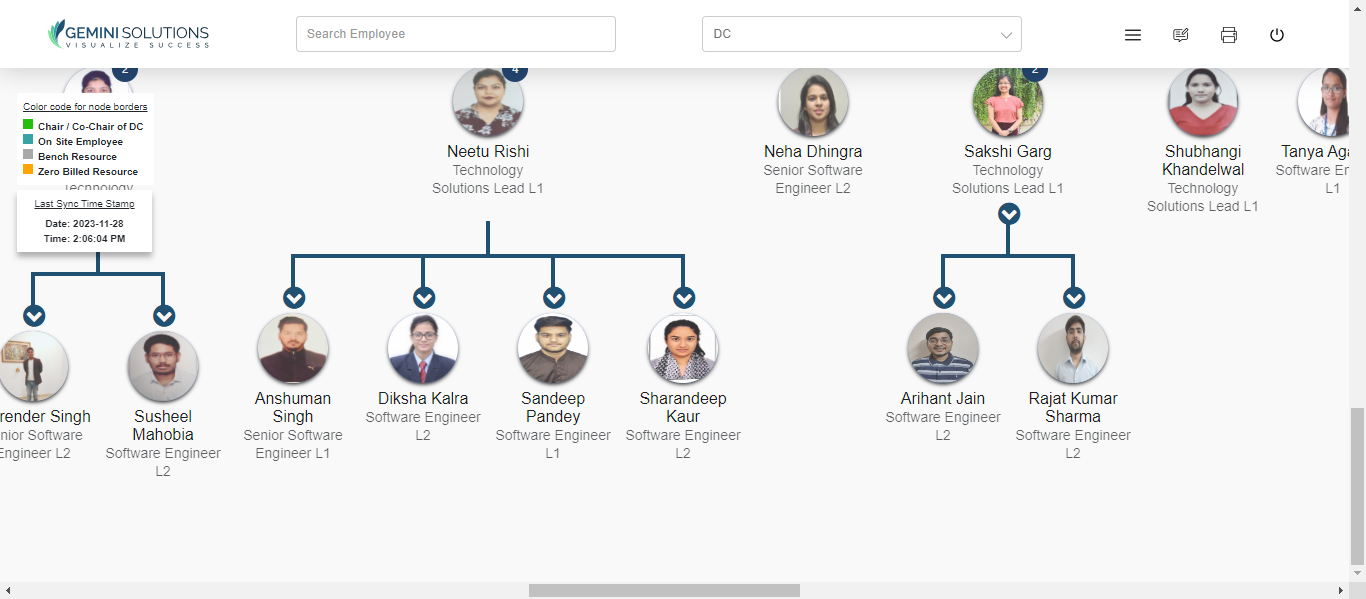 GEMINI SOLUTIONS
VISUALIZE SUCCESS
Search Employee
DC
2
4
2
Color code for node borders
Chair / Co-Chair of DC
On Site Employee
Bench Resource
Zero Billed Resource
Technology
Last Sync Time Stamp
Date: 2023-11-28
Time: 2:06:04 PM
Neetu Rishi
Technology
Solutions Lead L1
Neha Dhingra
Senior Software
Engineer L2
Sakshi Garg
Technology
Solutions Lead L1
Shubhangi
Khandelwal
Technology
Solutions Lead L1
Tanya Aga
Software En
L1
render Singh
nior Software
Engineer L2
Susheel
Mahobia
Software Engineer
L2
Anshuman
Singh
Senior Software
Engineer L1
Diksha Kalra
Software Engineer
L2
Sandeep
Pandey
Software Engineer
L1
Sharandeep
Kaur
Software Engineer
L2
Arihant Jain
Software Engineer
L2
Rajat Kumar
Sharma
Software Engineer
L2